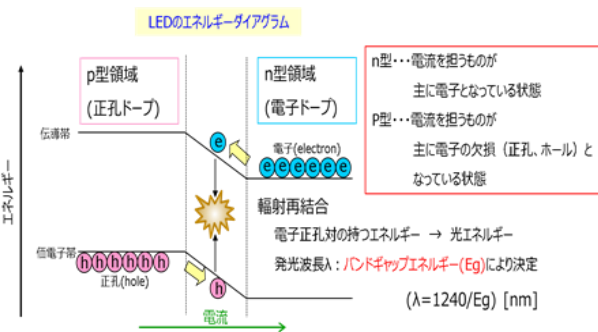 LEDのエネルギーダイアグラム
p型領域
(正孔ドープ)
n型領域
(電子ドープ)
n型･･･電流を担うものが
主に電子となっている状態
P型･･･電流を担うものが
主に電子の欠損（正孔、ホール）と
なっている状態
エネルギー
伝導帯
e
電子(electron)
e e e e e e
輻射再結合
電子正孔対の持つエネルギー → 光エネルギー
発光波長λ：バンドギャップエネルギー(Eg)により決定
(λ=1240/Eg) [nm]
価電子帯
h h h h h h
正孔(hole)
h
電流